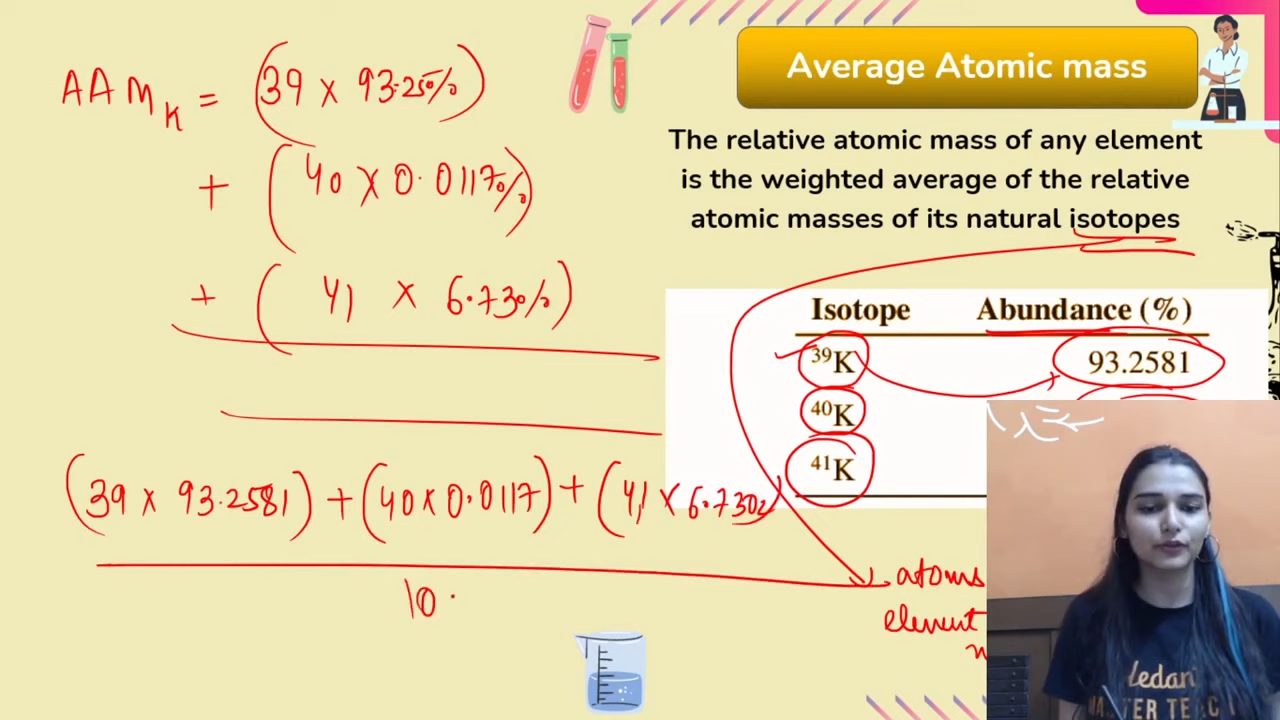 AAM K = (39 × 93.25%)
+ (40 × 0.0117%)
+ (41 × 6.730%)
(39 × 93.2581) + (40 × 0.0117) + (41 × 6.7302)
10
Average Atomic mass
The relative atomic mass of any element
is the weighted average of the relative
atomic masses of its natural isotopes
Isotope Abundance (%)
³⁹K 93.2581
⁴⁰K
⁴¹K
atoms
element